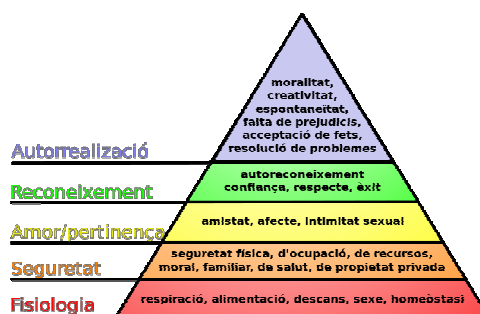 moralitat,
creativitat,
espontaneïtat,
falta de prejudicis,
acceptació de fets,
resolució de problemes
Autorrealizació
autoreconeixement
confiança, respecte, èxit
Reconeixement
amistat, afecte, intimitat sexual
Amor/pertinença
seguretat física, d'ocupació, de recursos,
moral, familiar, de salut, de propietat privada
Seguretat
respiració, alimentació, descans, sexe, homeòstasi
Fisiologia